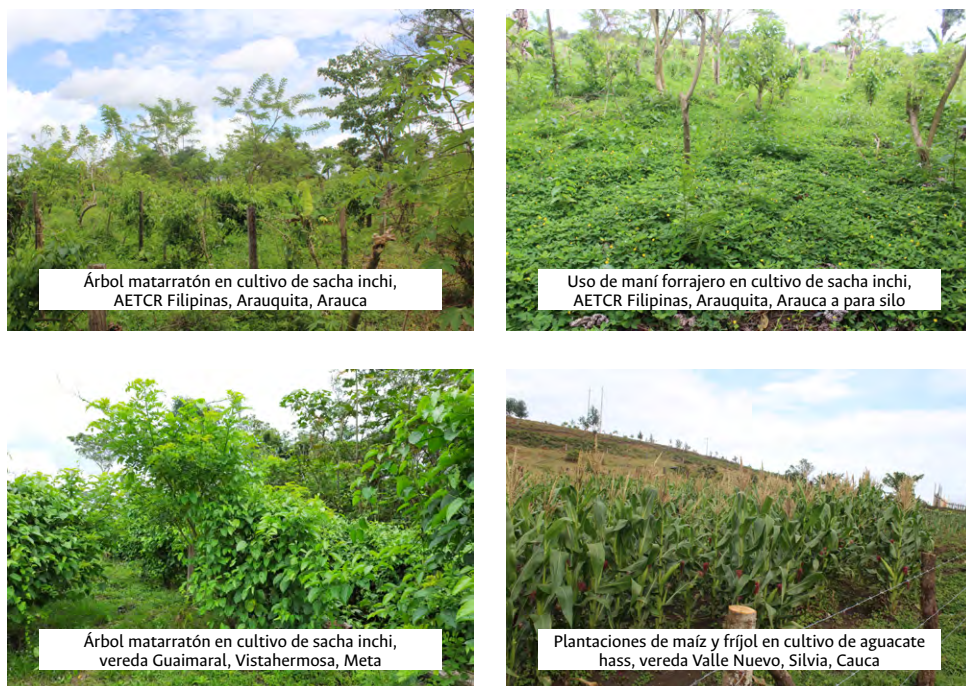 Árbol matarratón en cultivo de sacha inchi,
AETCR Filipinas, Arauquita, Arauca
Uso de maní forrajero en cultivo de sacha inchi,
AETCR Filipinas, Arauquita, Arauca a para silo
Árbol matarratón en cultivo de sacha inchi,
vereda Guaimaral, Vistahermosa, Meta
Plantaciones de maíz y fríjol en cultivo de aguacate
hass, vereda Valle Nuevo, Silvia, Cauca